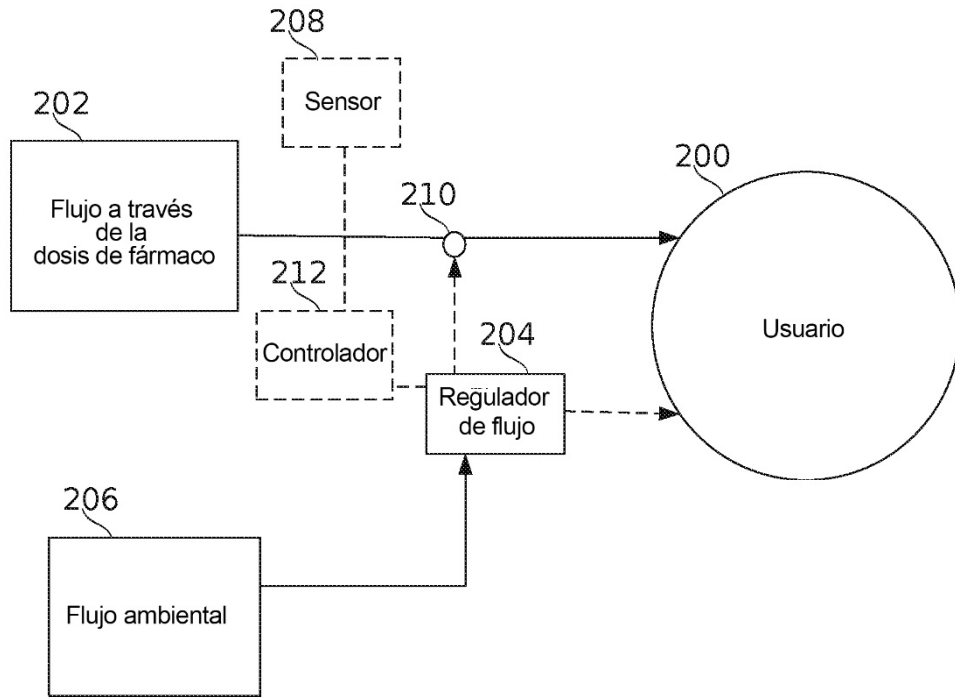 208
Sensor
202
Flujo a través
de la
dosis de fármaco
210
200
Usuario
212
Controlador
204
Regulador
de flujo
206
Flujo ambiental